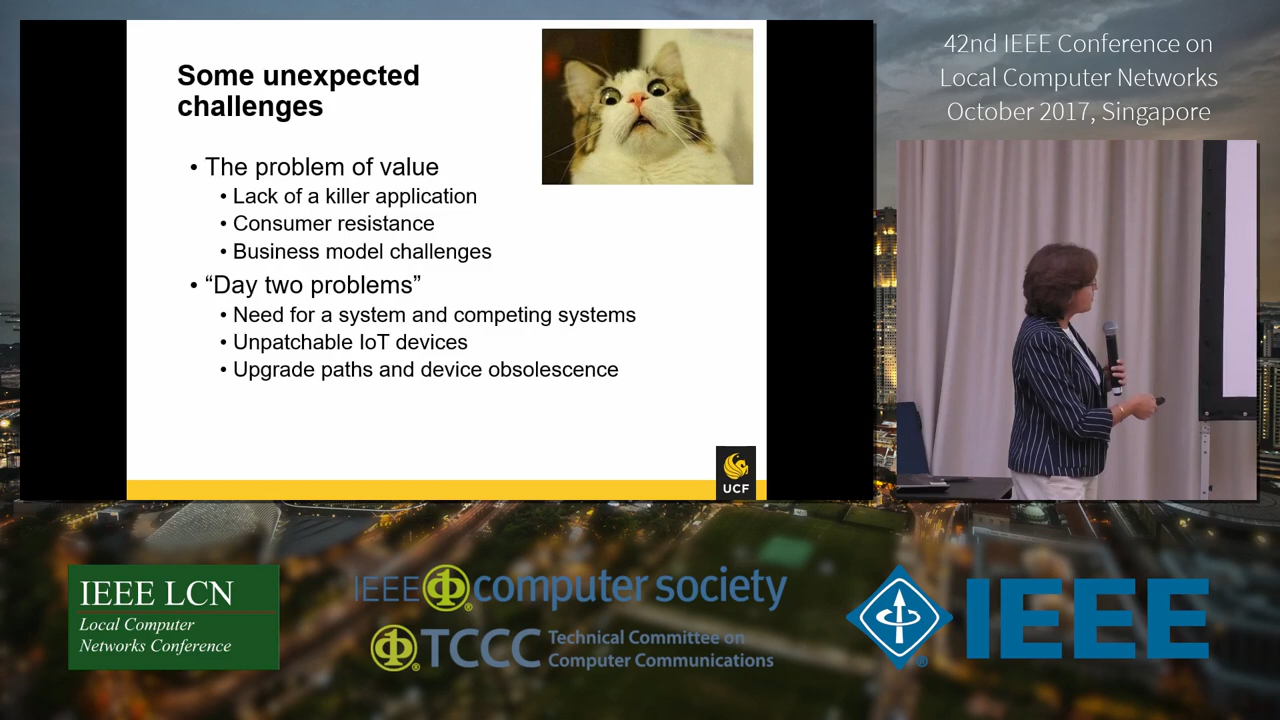 Some unexpected
challenges
• The problem of value
• Lack of a killer application
• Consumer resistance
• Business model challenges
• “Day two problems”
• Need for a system and competing systems
• Unpatchable IoT devices
• Upgrade paths and device obsolescence
UCF
42nd IEEE Conference on
Local Computer Networks
October 2017, Singapore
IEEE LCN
Local Computer
Networks Conference
IEEE computer society
TCCC Technical Committee on
Computer Communications
IEEE